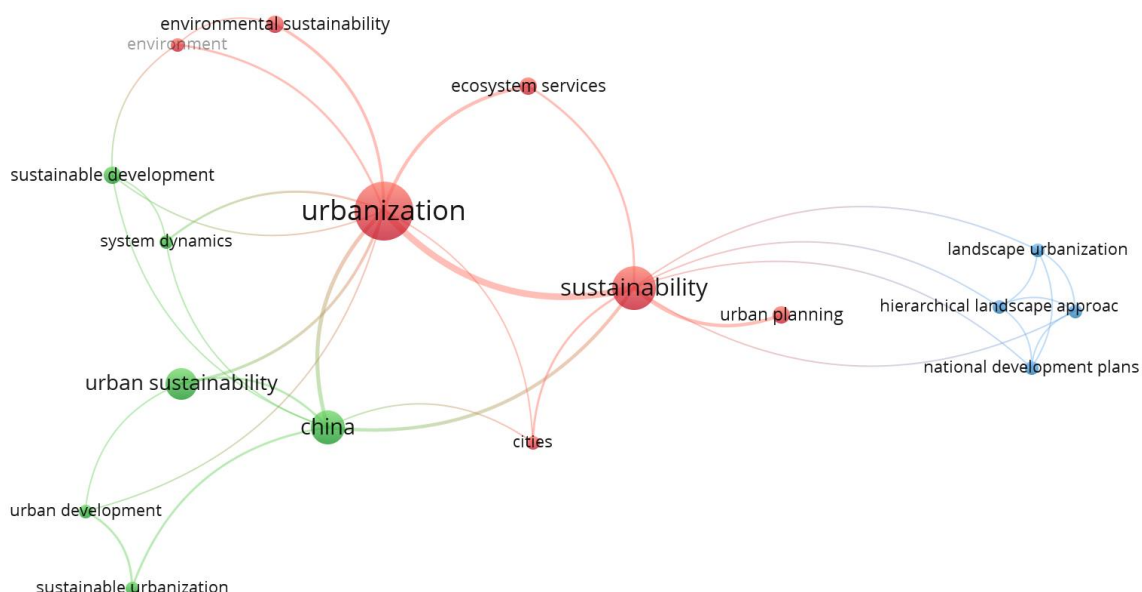 environmental sustainability
environment
ecosystem services
sustainable development
urbanization
system dynamics
landscape urbanization
sustainability
hierarchical landscape approac
urban planning
national development plans
urban sustainability
china
cities
urban development
sustainable urbanization